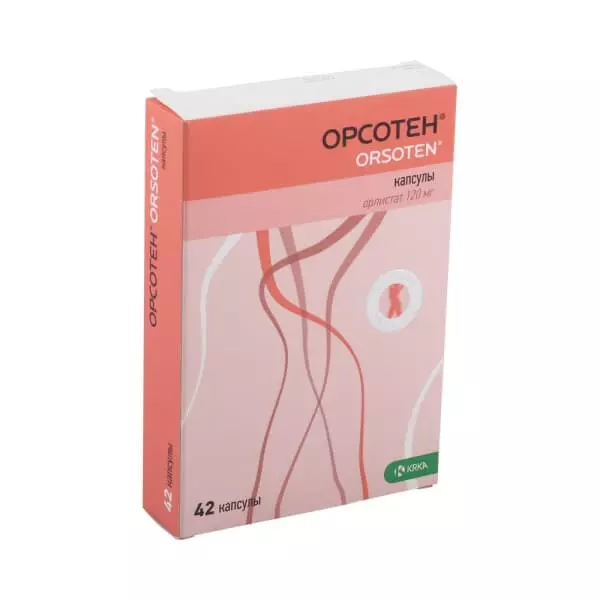 ОРСОТЕН®
ORSOTEN®
капсулы
орлистат 120 мг
KRKA
42 капсулы
ОРСОТЕН® ORSOTEN®
капсулы
42 капсулы